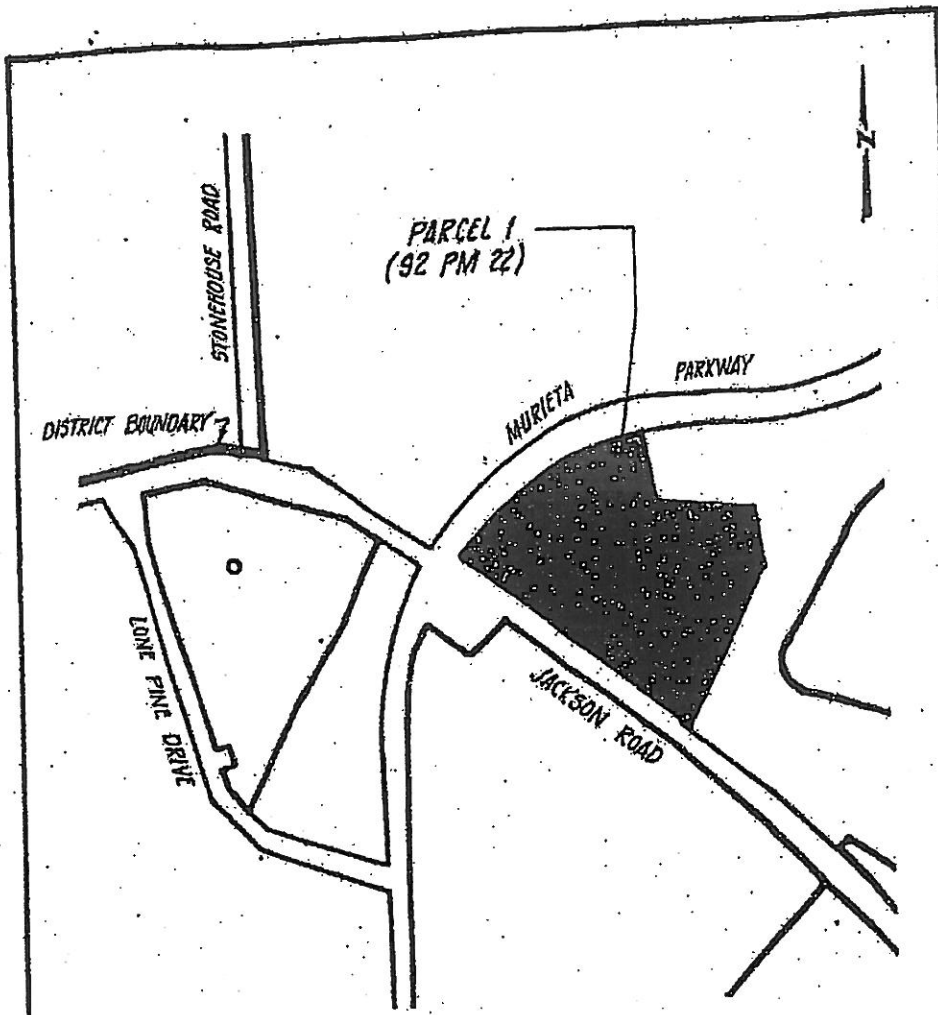 N
STONEHOUSE ROAD
PARCEL 1
(92 PM 22)
DISTRICT BOUNDARY
MURIETA PARKWAY
LONE PINE DRIVE
JACKSON ROAD